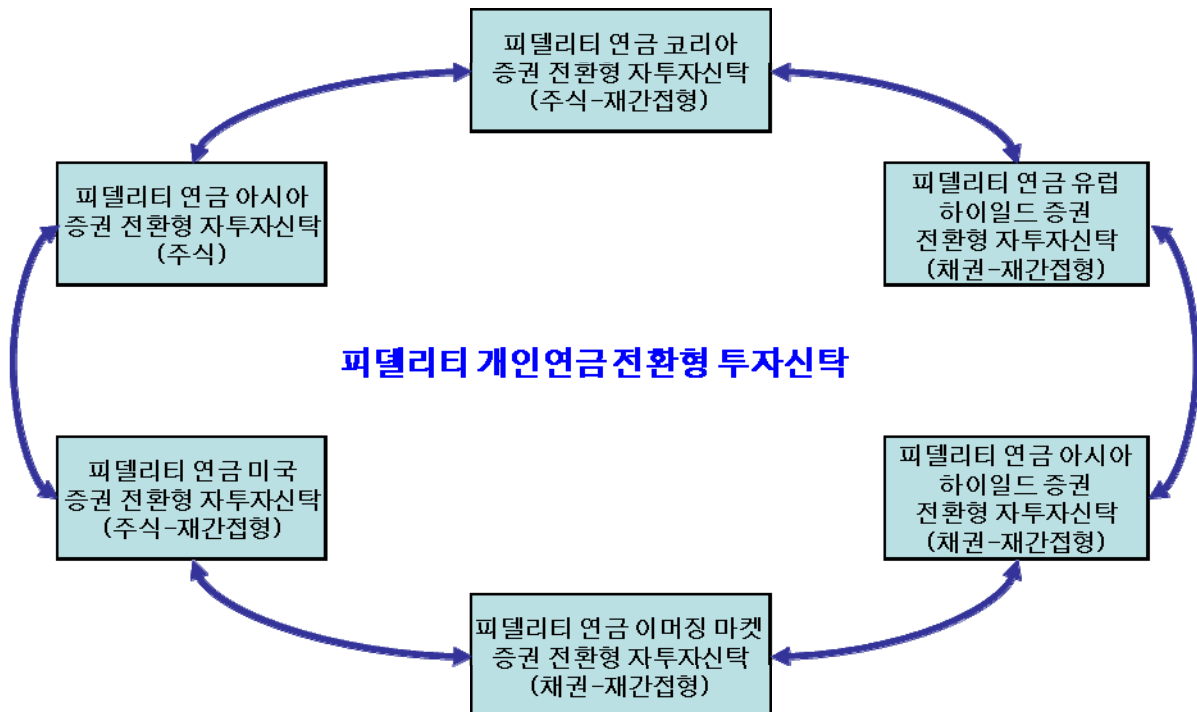 피델리티 연금 코리아
증권 전환형 자투자신탁
(주식-재간접형)
피델리티 연금 아시아
증권 전환형 자투자신탁
(주식)
피델리티 연금 유럽
하이일드 증권
전환형 자투자신탁
(채권-재간접형)
피델리티 개인연금 전환형 투자신탁
피델리티 연금 미국
증권 전환형 자투자신탁
(주식-재간접형)
피델리티 연금 아시아
하이일드 증권
전환형 자투자신탁
(채권-재간접형)
피델리티 연금 이머징 마켓
증권 전환형 자투자신탁
(채권-재간접형)